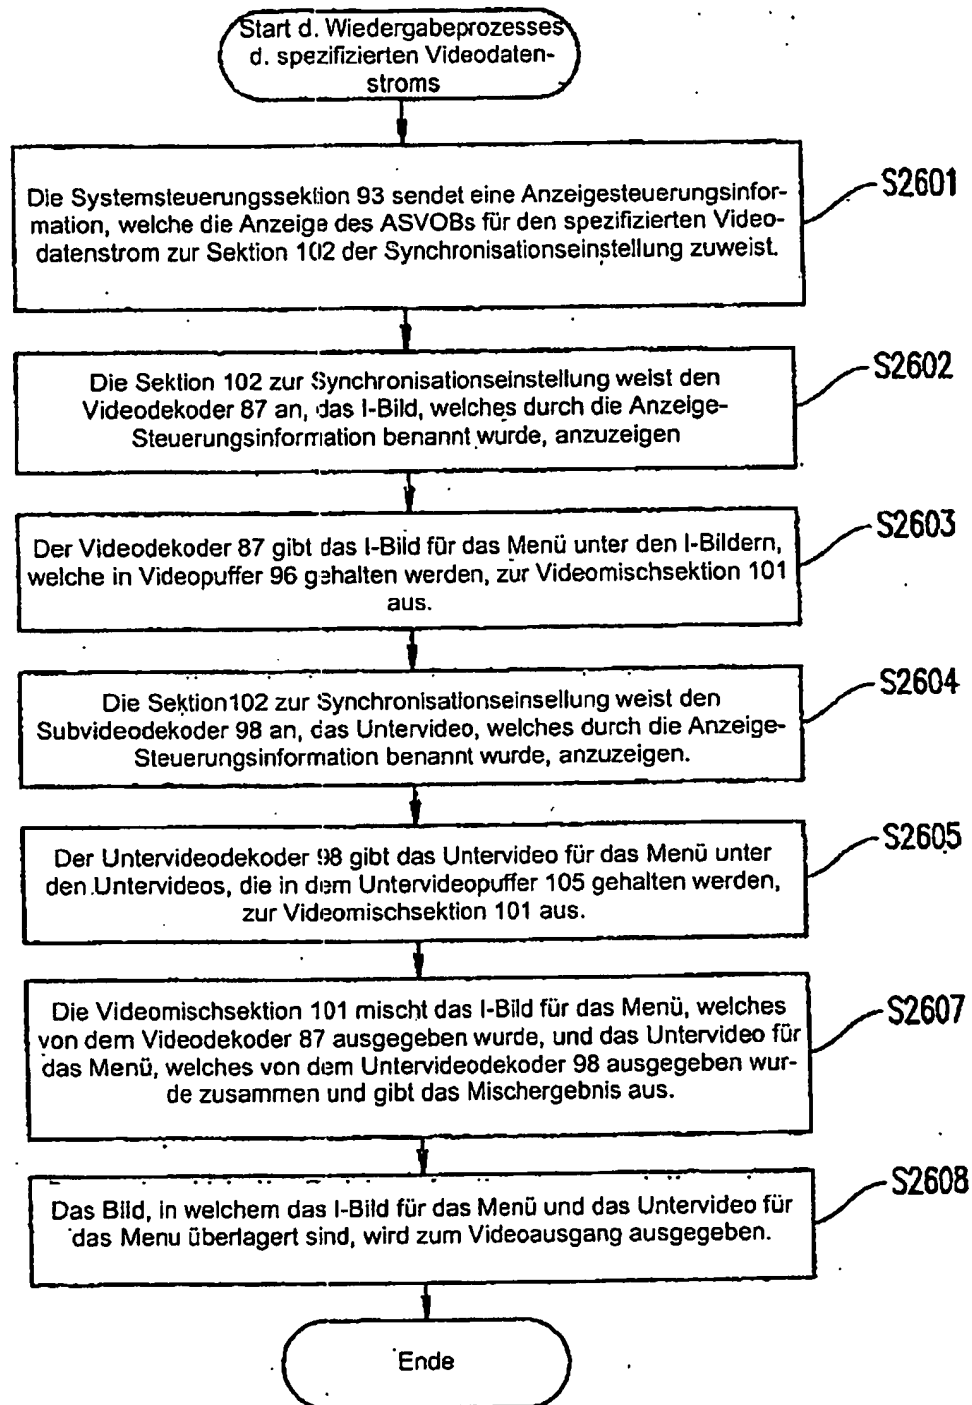 Start d. Wiedergabeprozesses
d. spezifizierten Videodaten-
stroms
Die Systemsteuerungssektion 93 sendet eine Anzeigesteuerungsinfor-
mation, welche die Anzeige des ASVOBs für den spezifizierten Video-
datenstrom zur Sektion 102 der Synchronisationseinstellung zuweist.
S2601
Die Sektion 102 zur Synchronisationseinstellung weist den
Videodekoder 87 an, das I-Bild, welches durch die Anzeige-
Steuerungsinformation benannt wurde, anzuzeigen
S2602
Der Videodekoder 87 gibt das I-Bild für das Menü unter den I-Bildern,
welche in Videopuffer 96 gehalten werden, zur Videomischsektion 101
aus.
S2603
Die Sektion 102 zur Synchronisationseinsellung weist den
Subvideodekoder 98 an, das Untervideo, welches durch die Anzeige-
Steuerungsinformation benannt wurde, anzuzeigen.
S2604
Der Untervideodekoder 98 gibt das Untervideo für das Menü unter
den Untervideos, die in dem Untervideopuffer 105 gehalten werden,
zur Videomischsektion 101 aus.
S2605
Die Videomischsektion 101 mischt das I-Bild für das Menü, welches
von dem Videodekoder 87 ausgegeben wurde, und das Untervideo für
das Menü, welches von dem Untervideodekoder 98 ausgegeben wur-
de zusammen und gibt das Mischergebnis aus.
S2607
Das Bild, in welchem das I-Bild für das Menü und das Untervideo für
das Menu überlagert sind, wird zum Videoausgang ausgegeben.
S2608
Ende